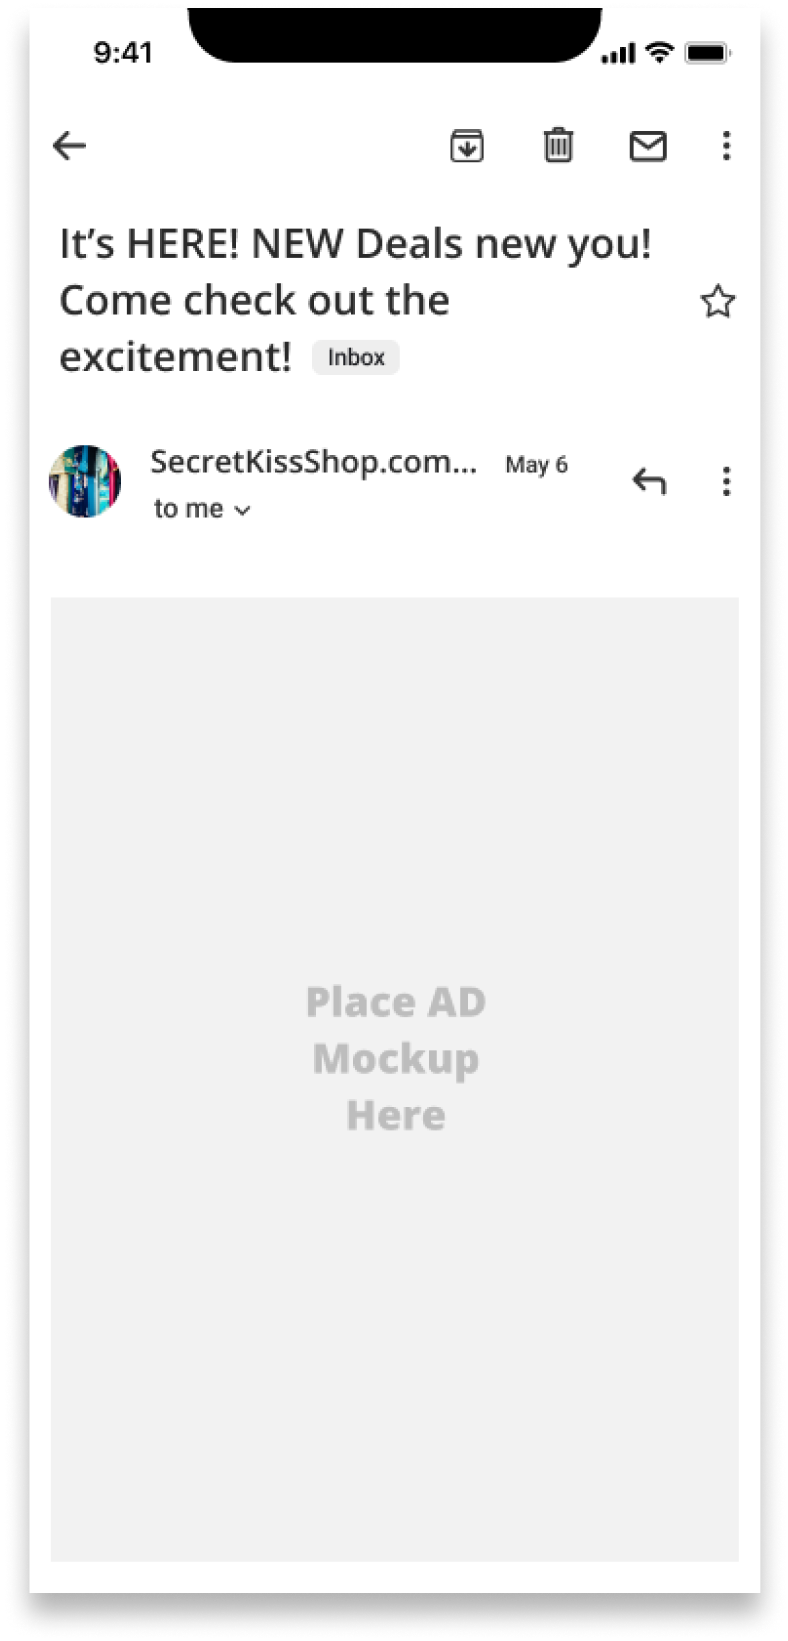 9:41
It’s HERE! NEW Deals new you!
Come check out the
excitement! Inbox
SecretKissShop.com... May 6
to me
Place AD
Mockup
Here